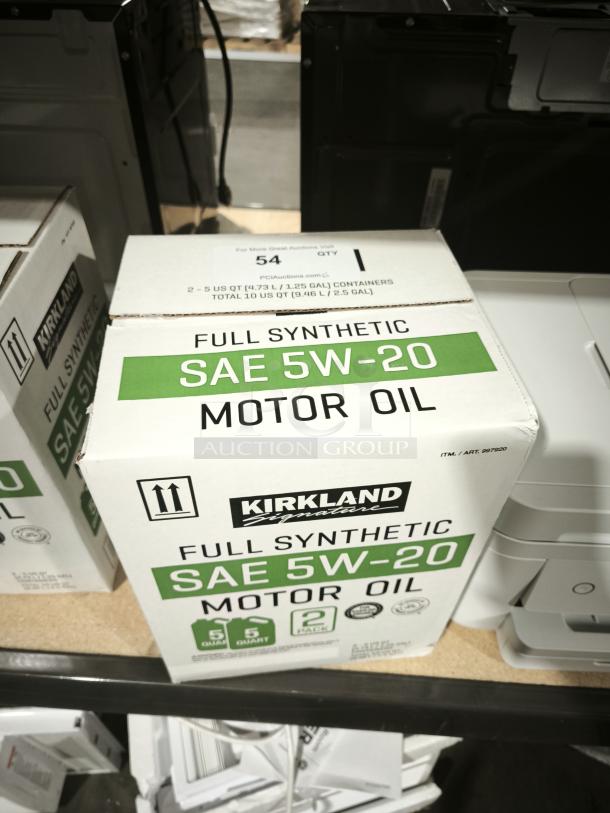 For More Great Auctions Visit
54 QTY
PCIAuctions.com
2 - 5 US QT (4.73 L / 1.25 GAL) CONTAINERS
TOTAL 10 US QT (9.46 L / 2.5 GAL)
FULL SYNTHETIC
SAE 5W-20
MOTOR OIL
PCI
AUCTION GROUP
ITM. / ART. 997920
KIRKLAND
Signature
FULL SYNTHETIC
SAE 5W-20
MOTOR OIL
5 5 2
QUART PACK
KIRKLAND
FULL SYNTHETIC